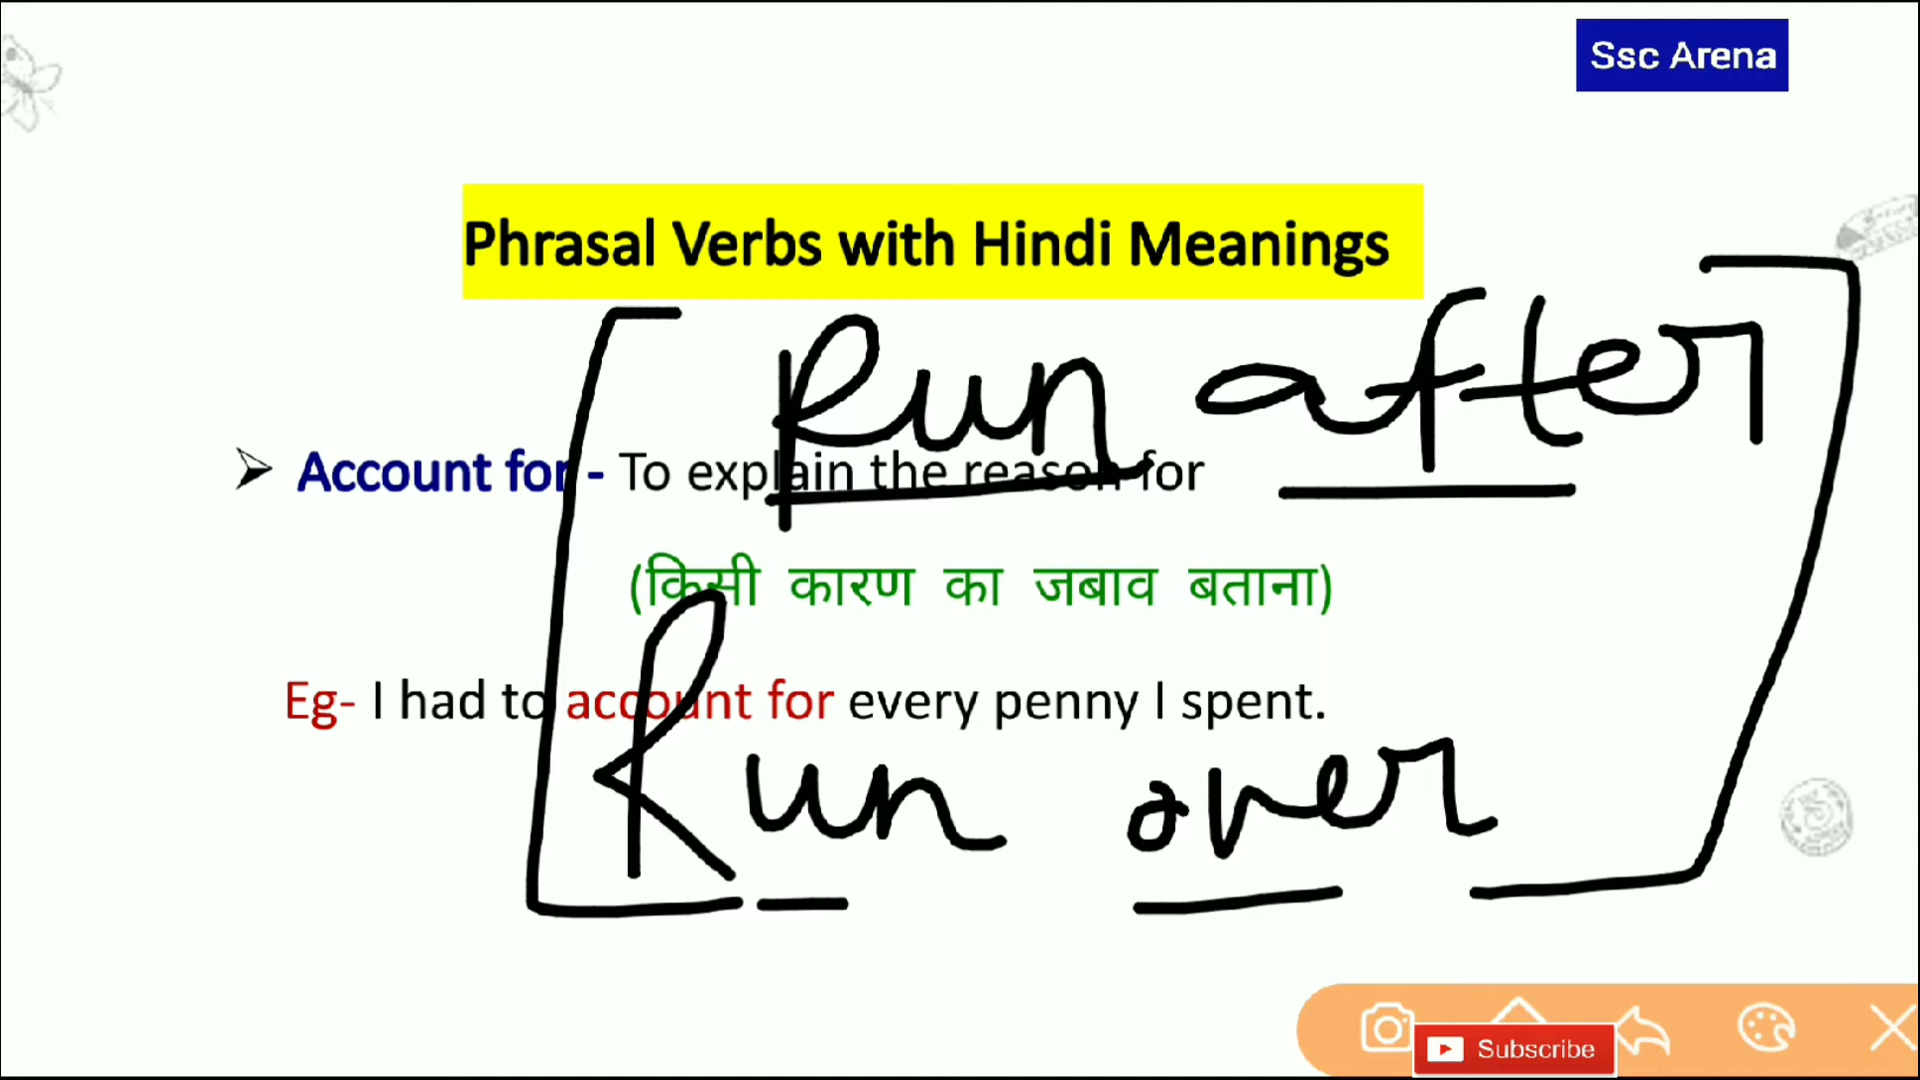 Ssc Arena
Phrasal Verbs with Hindi Meanings
Run after
Account for - To explain the reason for
(किसी कारण का जबाव बताना)
Eg- I had to account for every penny I spent.
Run over
Subscribe